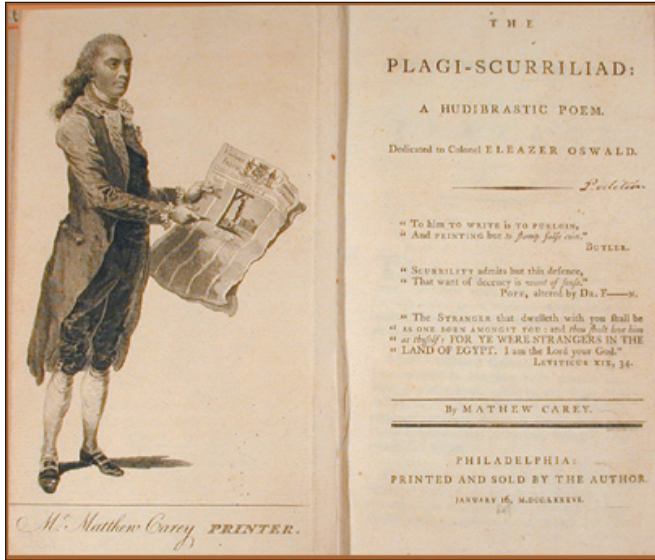 Mr. Matthew Carey PRINTER.
THE
PLAGI-SCURRILIAD:
A HUDIBRASTIC POEM.
Dedicated to Colonel ELEAZER OSWALD.
“ To him TO WRITE is TO PURLOIN,
“ And PRINTING but to stamp false coin.”
BUTLER.
“ SCURRILITY admits but this defence,
“ That want of decency is want of sense.”
POPE, altered by DR. F——N.
“ The STRANGER that dwelleth with you shall be
“ AS ONE BORN AMONGST YOU: and thou shalt love him
“ as thyself: FOR YE WERE STRANGERS IN THE
“ LAND OF EGYPT. I am the Lord your God.”
LEVITICUS XIX, 34.
By MATHEW CAREY.
PHILADELPHIA:
PRINTED AND SOLD BY THE AUTHOR.
JANUARY 16, M.DCC.LXXXVI.